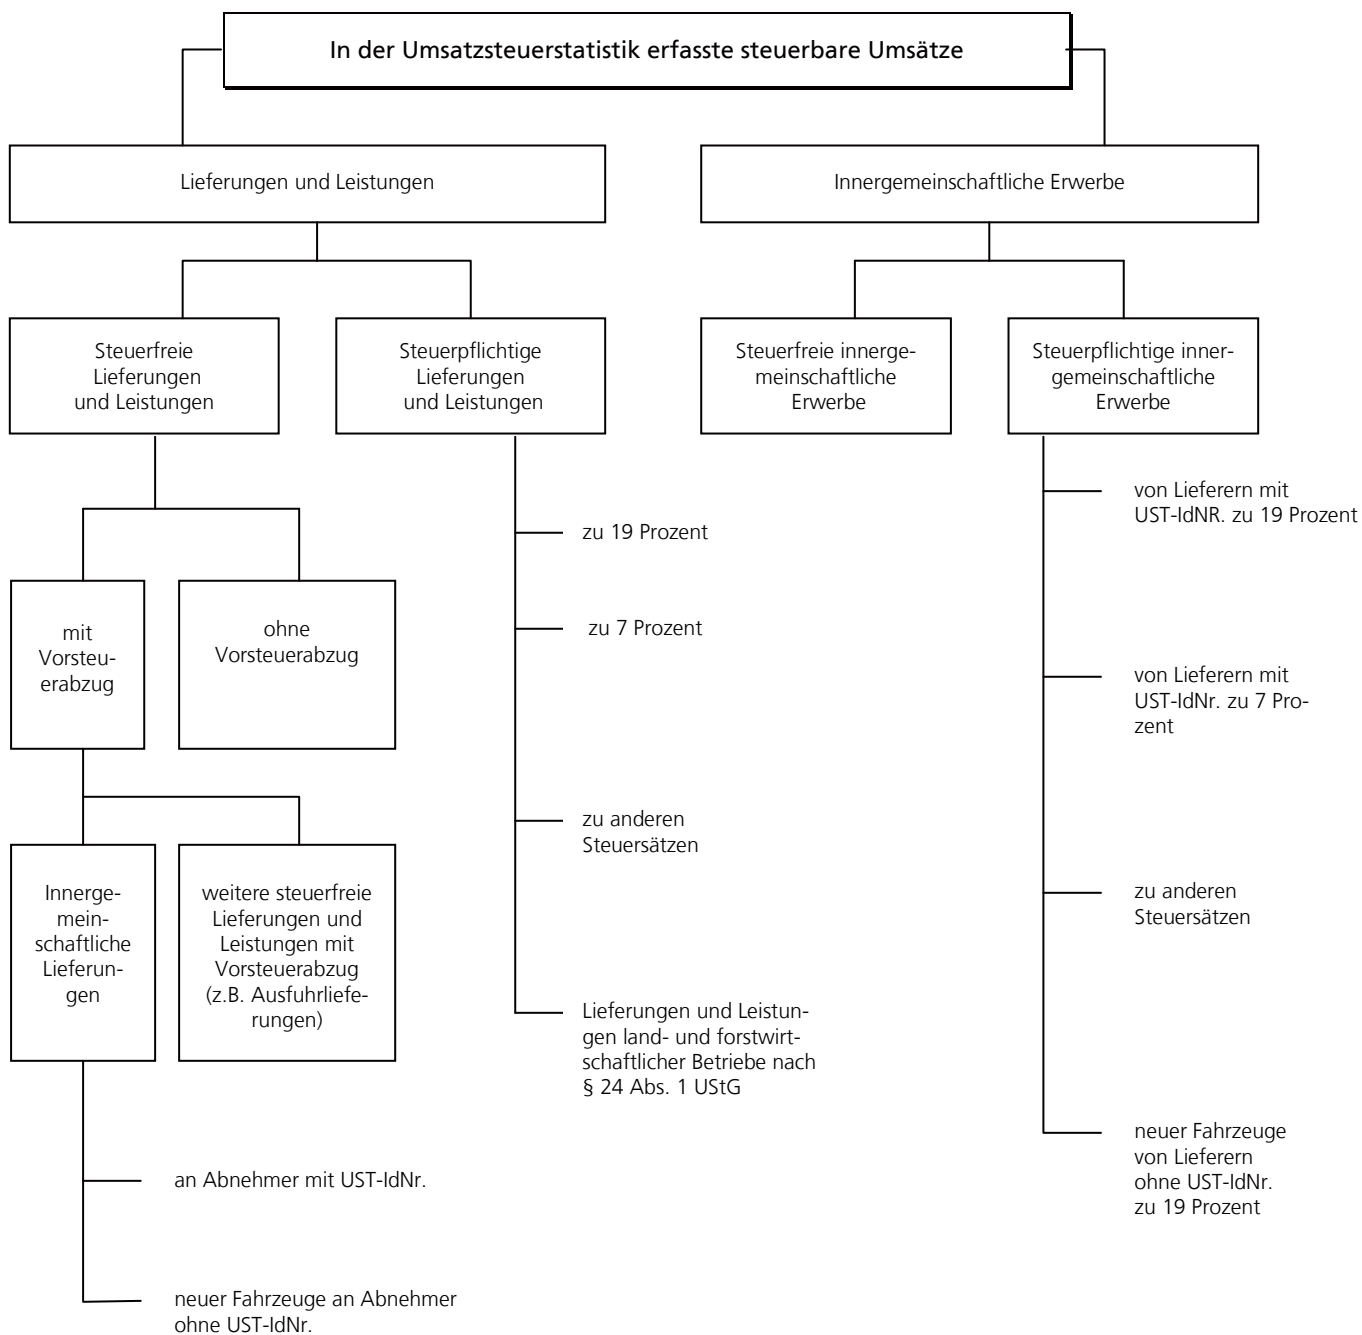 In der Umsatzsteuerstatistik erfasste steuerbare Umsätze
Lieferungen und Leistungen
Innergemeinschaftliche Erwerbe
Steuerfreie
Lieferungen
und Leistungen
Steuerpflichtige
Lieferungen
und Leistungen
Steuerfreie innerge-
meinschaftliche
Erwerbe
Steuerpflichtige inner-
gemeinschaftliche
Erwerbe
mit
Vorsteu-
erabzug
ohne
Vorsteuerabzug
Innerge-
mein-
schaftliche
Lieferun-
gen
weitere steuerfreie
Lieferungen und
Leistungen mit
Vorsteuerabzug
(z.B. Ausfuhrliefe-
rungen)
an Abnehmer mit UST-IdNr.
neuer Fahrzeuge an Abnehmer
ohne UST-IdNr.
zu 19 Prozent
zu 7 Prozent
zu anderen
Steuersätzen
Lieferungen und Leistun-
gen land- und forstwirt-
schaftlicher Betriebe nach
§ 24 Abs. 1 UStG
von Lieferern mit
UST-IdNR. zu 19 Prozent
von Lieferern mit
UST-IdNr. zu 7 Pro-
zent
zu anderen
Steuersätzen
neuer Fahrzeuge
von Lieferern
ohne UST-IdNr.
zu 19 Prozent